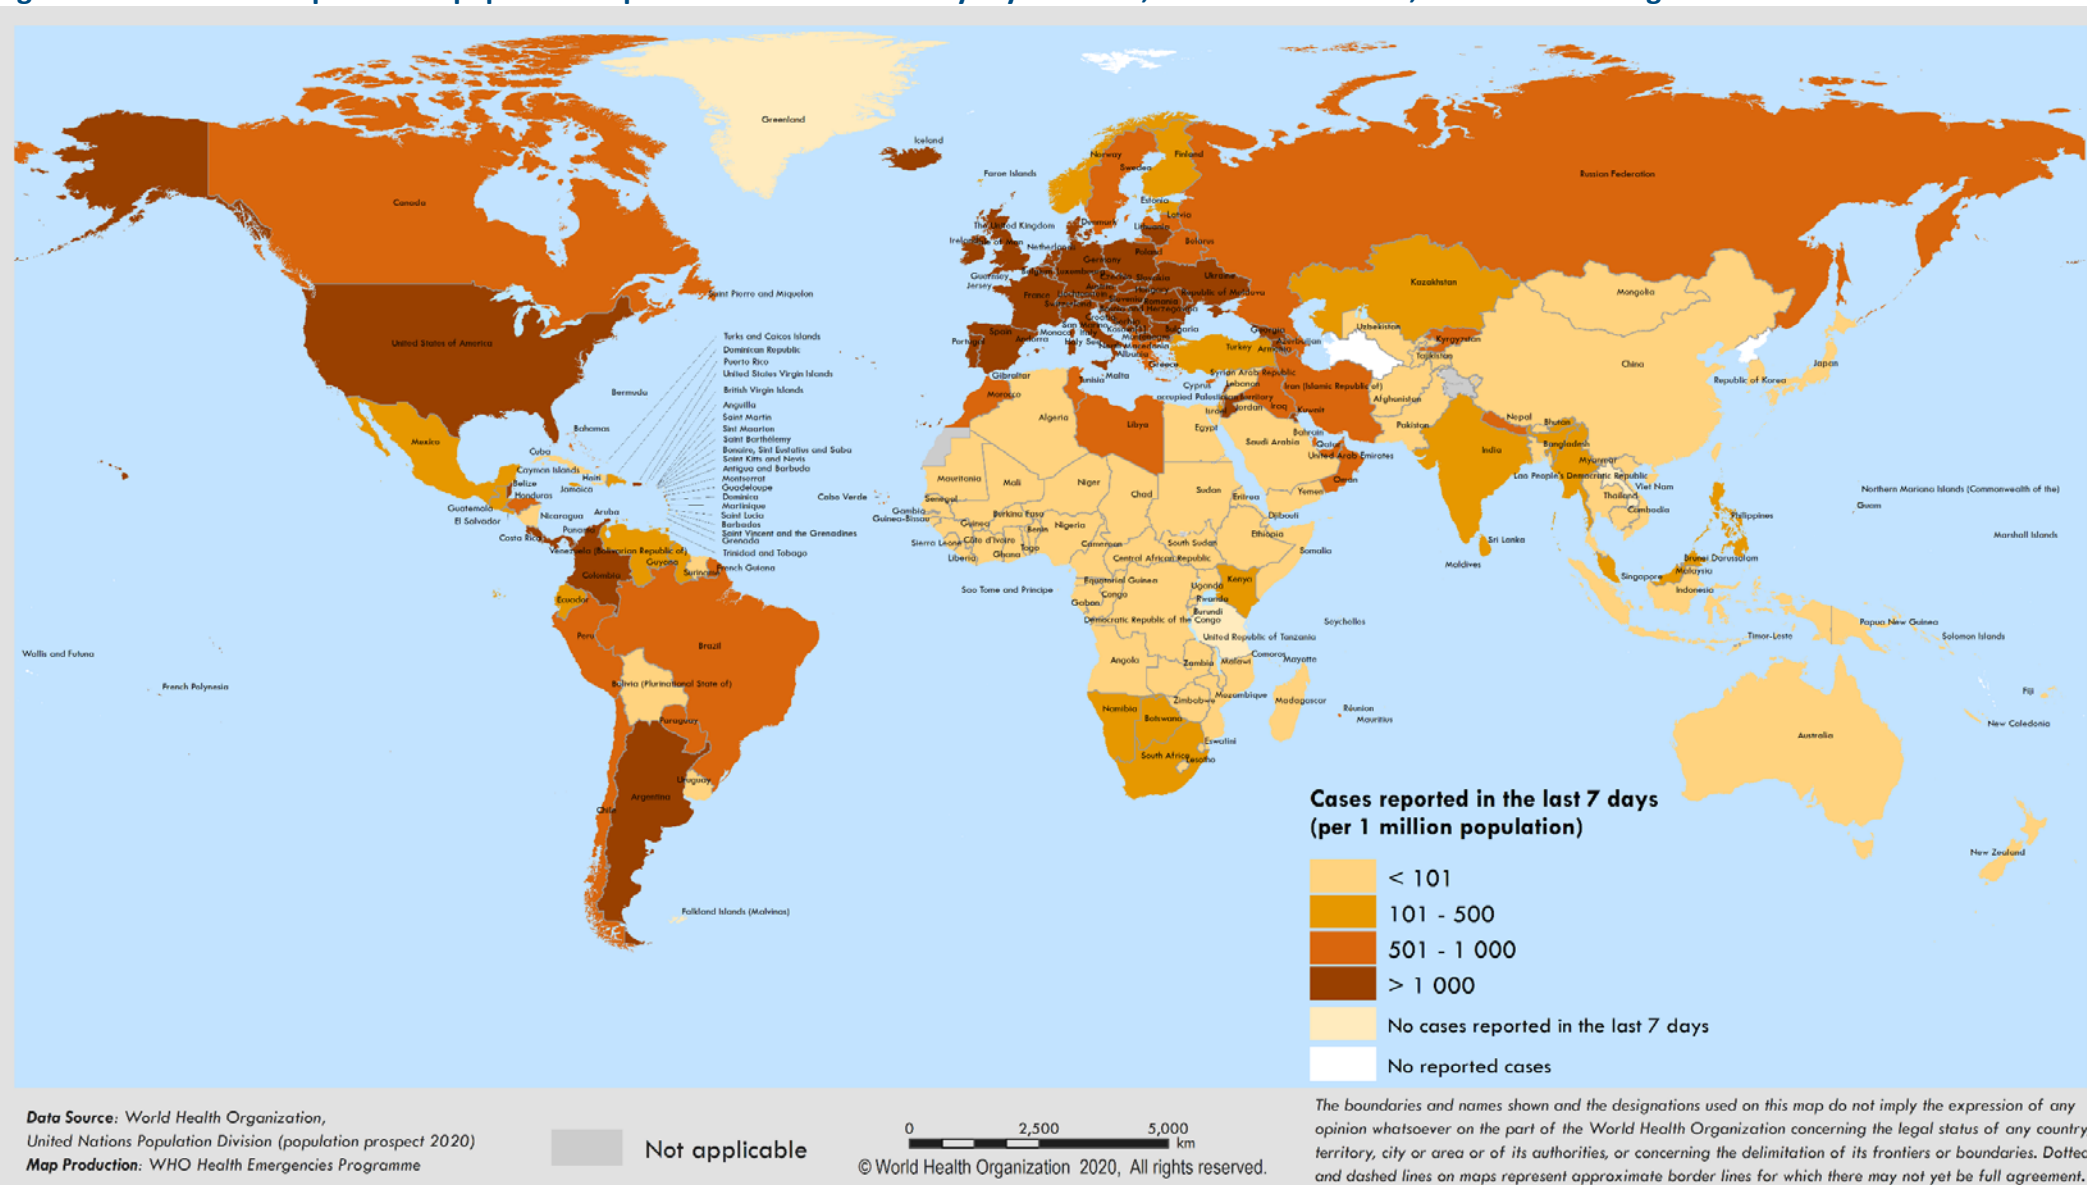 Greenland
Iceland
Faroe Islands
Norway
Sweden
Finland
Russian Federation
Canada
Estonia
Latvia
Denmark
Lithuania
The United Kingdom
Isle of Man
Netherlands
Belarus
Poland
Germany
Guernsey
Jersey
Ukraine
Slovakia
France
Hungary
Republic of Moldova
Romania
Kazakhstan
Mongolia
Saint Pierre and Miquelon
United States of America
Spain
Portugal
Andorra
Monaco
Bulgaria
Albania
Greece
Georgia
Azerbaijan
Armenia
Turkey
Uzbekistan
Kyrgyzstan
Tajikistan
China
Japan
Republic of Korea
Turks and Caicos Islands
Dominican Republic
Puerto Rico
United States Virgin Islands
British Virgin Islands
Anguilla
Saint Martin
Sint Maarten
Saint Barthélemy
Bonaire, Sint Eustatius and Saba
Saint Kitts and Nevis
Antigua and Barbuda
Montserrat
Guadeloupe
Dominica
Martinique
Saint Lucia
Barbados
Saint Vincent and the Grenadines
Grenada
Trinidad and Tobago
French Guiana
Bermuda
Bahamas
Cuba
Mexico
Cayman Islands
Haiti
Jamaica
Belize
Honduras
Guatemala
El Salvador
Nicaragua
Aruba
Panama
Costa Rica
Venezuela (Bolivarian Republic of)
Guyana
Suriname
Colombia
Ecuador
Peru
Brazil
Bolivia (Plurinational State of)
Paraguay
Uruguay
Argentina
Chile
Falkland Islands (Malvinas)
Wallis and Futuna
French Polynesia
Gibraltar
Malta
Tunisia
Cyprus
Syrian Arab Republic
Lebanon
occupied Palestinian territory
Israel
Jordan
Iraq
Iran (Islamic Republic of)
Kuwait
Afghanistan
Pakistan
Bahrain
Qatar
United Arab Emirates
Oman
Saudi Arabia
Yemen
Morocco
Algeria
Libya
Egypt
Cabo Verde
Mauritania
Mali
Niger
Chad
Sudan
Eritrea
Djibouti
Senegal
Gambia
Guinea-Bissau
Guinea
Sierra Leone
Liberia
Côte d'Ivoire
Burkina Faso
Ghana
Togo
Benin
Nigeria
Cameroon
Central African Republic
South Sudan
Ethiopia
Somalia
Sao Tome and Principe
Equatorial Guinea
Gabon
Congo
Democratic Republic of the Congo
Uganda
Kenya
Rwanda
Burundi
United Republic of Tanzania
Seychelles
Comoros
Mayotte
Angola
Zambia
Malawi
Mozambique
Zimbabwe
Madagascar
Réunion
Mauritius
Namibia
Botswana
South Africa
Eswatini
Lesotho
Nepal
Bhutan
Bangladesh
India
Myanmar
Lao People's Democratic Republic
Viet Nam
Thailand
Cambodia
Philippines
Sri Lanka
Maldives
Brunei Darussalam
Malaysia
Singapore
Indonesia
Timor-Leste
Papua New Guinea
Solomon Islands
Northern Mariana Islands (Commonwealth of the)
Guam
Marshall Islands
Fiji
New Caledonia
Australia
New Zealand
Cases reported in the last 7 days
(per 1 million population)
< 101
101 - 500
501 - 1 000
> 1 000
No cases reported in the last 7 days
No reported cases
Data Source: World Health Organization,
United Nations Population Division (population prospect 2020)
Map Production: WHO Health Emergencies Programme
Not applicable
0 2,500 5,000
km
© World Health Organization 2020, All rights reserved.
The boundaries and names shown and the designations used on this map do not imply the expression of any
opinion whatsoever on the part of the World Health Organization concerning the legal status of any country
territory, city or area or of its authorities, or concerning the delimitation of its frontiers or boundaries. Dotted
and dashed lines on maps represent approximate border lines for which there may not yet be full agreement.